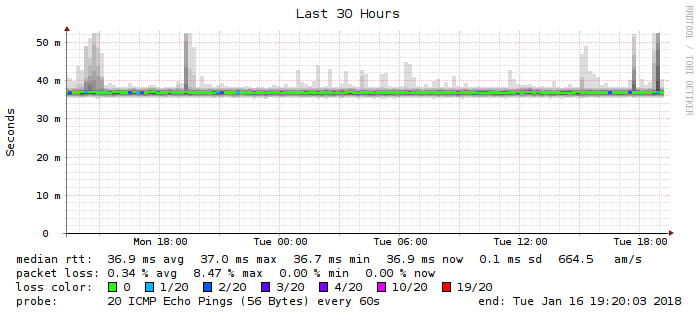 Last 30 Hours
RRDTOOL / TOBI OETIKER
Seconds
50 m
40 m
30 m
20 m
10 m
0
Mon 18:00 Tue 00:00 Tue 06:00 Tue 12:00 Tue 18:00
median rtt: 36.9 ms avg 37.0 ms max 36.7 ms min 36.9 ms now 0.1 ms sd 664.5 am/s
packet loss: 0.34 % avg 8.47 % max 0.00 % min 0.00 % now
loss color: 0 1/20 2/20 3/20 4/20 10/20 19/20
probe: 20 ICMP Echo Pings (56 Bytes) every 60s end: Tue Jan 16 19:20:03 2018